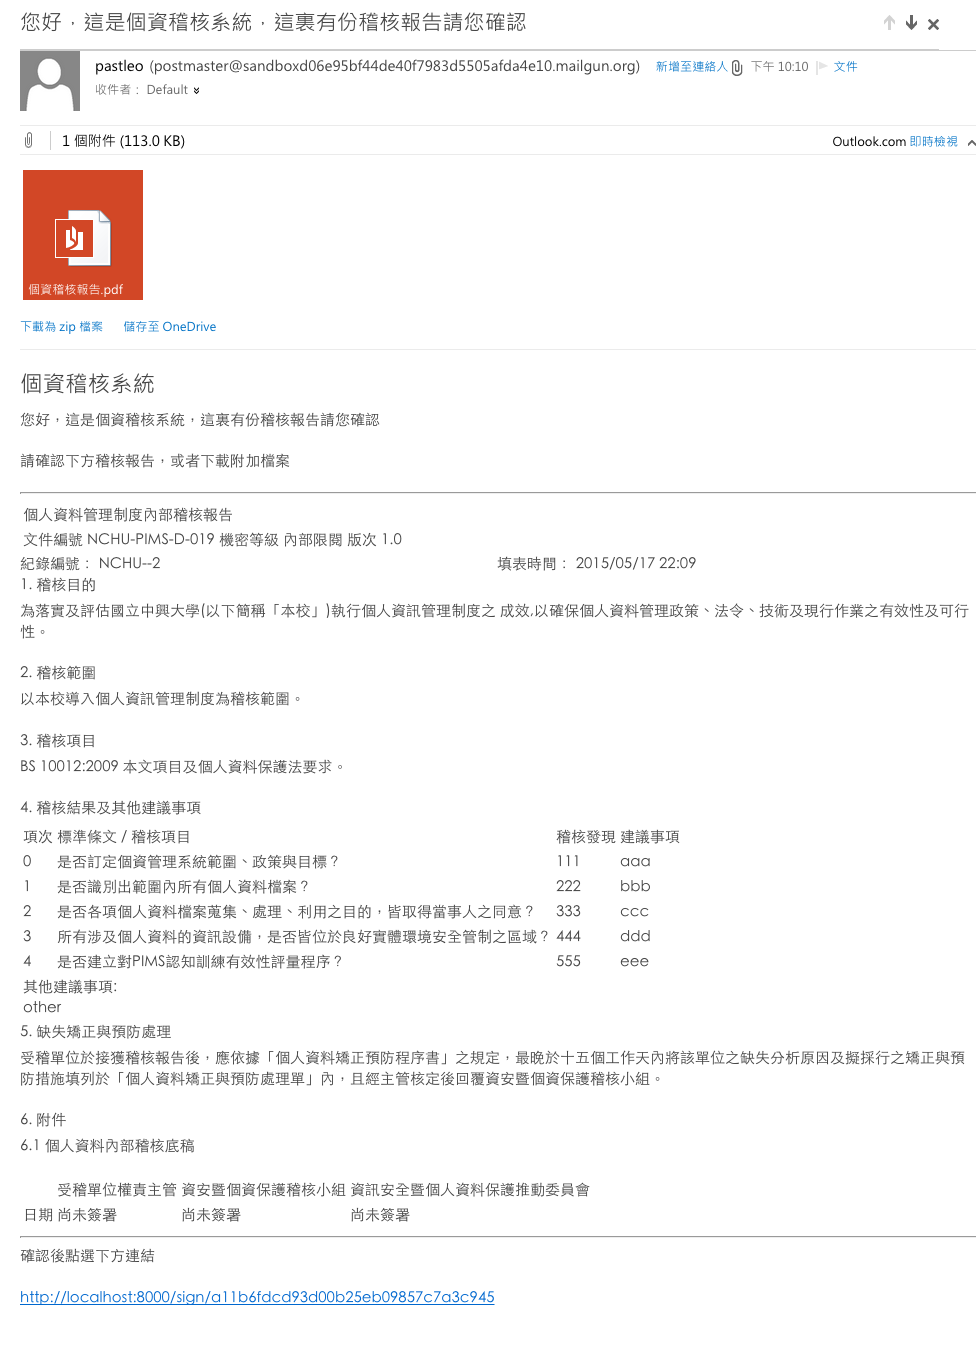 您好，這是個資稽核系統，這裏有份稽核報告請您確認
pastleo (postmaster@sandboxd06e95bf44de40f7983d5505afda4e10.mailgun.org) 新增至連絡人 下午 10:10 文件
收件者： Default
1 個附件 (113.0 KB)
Outlook.com 即時檢視
個資稽核報告.pdf
下載為 zip 檔案 儲存至 OneDrive
個資稽核系統
您好，這是個資稽核系統，這裏有份稽核報告請您確認
請確認下方稽核報告，或者下載附加檔案
個人資料管理制度內部稽核報告
文件編號 NCHU-PIMS-D-019 機密等級 內部限閱 版次 1.0
紀錄編號： NCHU--2 填表時間： 2015/05/17 22:09
1. 稽核目的
為落實及評估國立中興大學(以下簡稱「本校」)執行個人資訊管理制度之 成效,以確保個人資料管理政策、法令、技術及現行作業之有效性及可行
性。
2. 稽核範圍
以本校導入個人資訊管理制度為稽核範圍。
3. 稽核項目
BS 10012:2009 本文項目及個人資料保護法要求。
4. 稽核結果及其他建議事項
項次 標準條文 / 稽核項目 稽核發現 建議事項
0 是否訂定個資管理系統範圍、政策與目標？ 111 aaa
1 是否識別出範圍內所有個人資料檔案？ 222 bbb
2 是否各項個人資料檔案蒐集、處理、利用之目的，皆取得當事人之同意？ 333 ccc
3 所有涉及個人資料的資訊設備，是否皆位於良好實體環境安全管制之區域？ 444 ddd
4 是否建立對PIMS認知訓練有效性評量程序？ 555 eee
其他建議事項:
other
5. 缺失矯正與預防處理
受稽單位於接獲稽核報告後，應依據「個人資料矯正預防程序書」之規定，最晚於十五個工作天內將該單位之缺失分析原因及擬採行之矯正與預
防措施填列於「個人資料矯正與預防處理單」內，且經主管核定後回覆資安暨個資保護稽核小組。
6. 附件
6.1 個人資料內部稽核底稿
受稽單位權責主管 資安暨個資保護稽核小組 資訊安全暨個人資料保護推動委員會
日期 尚未簽署 尚未簽署 尚未簽署
確認後點選下方連結
http://localhost:8000/sign/a11b6fdcd93d00b25eb09857c7a3c945